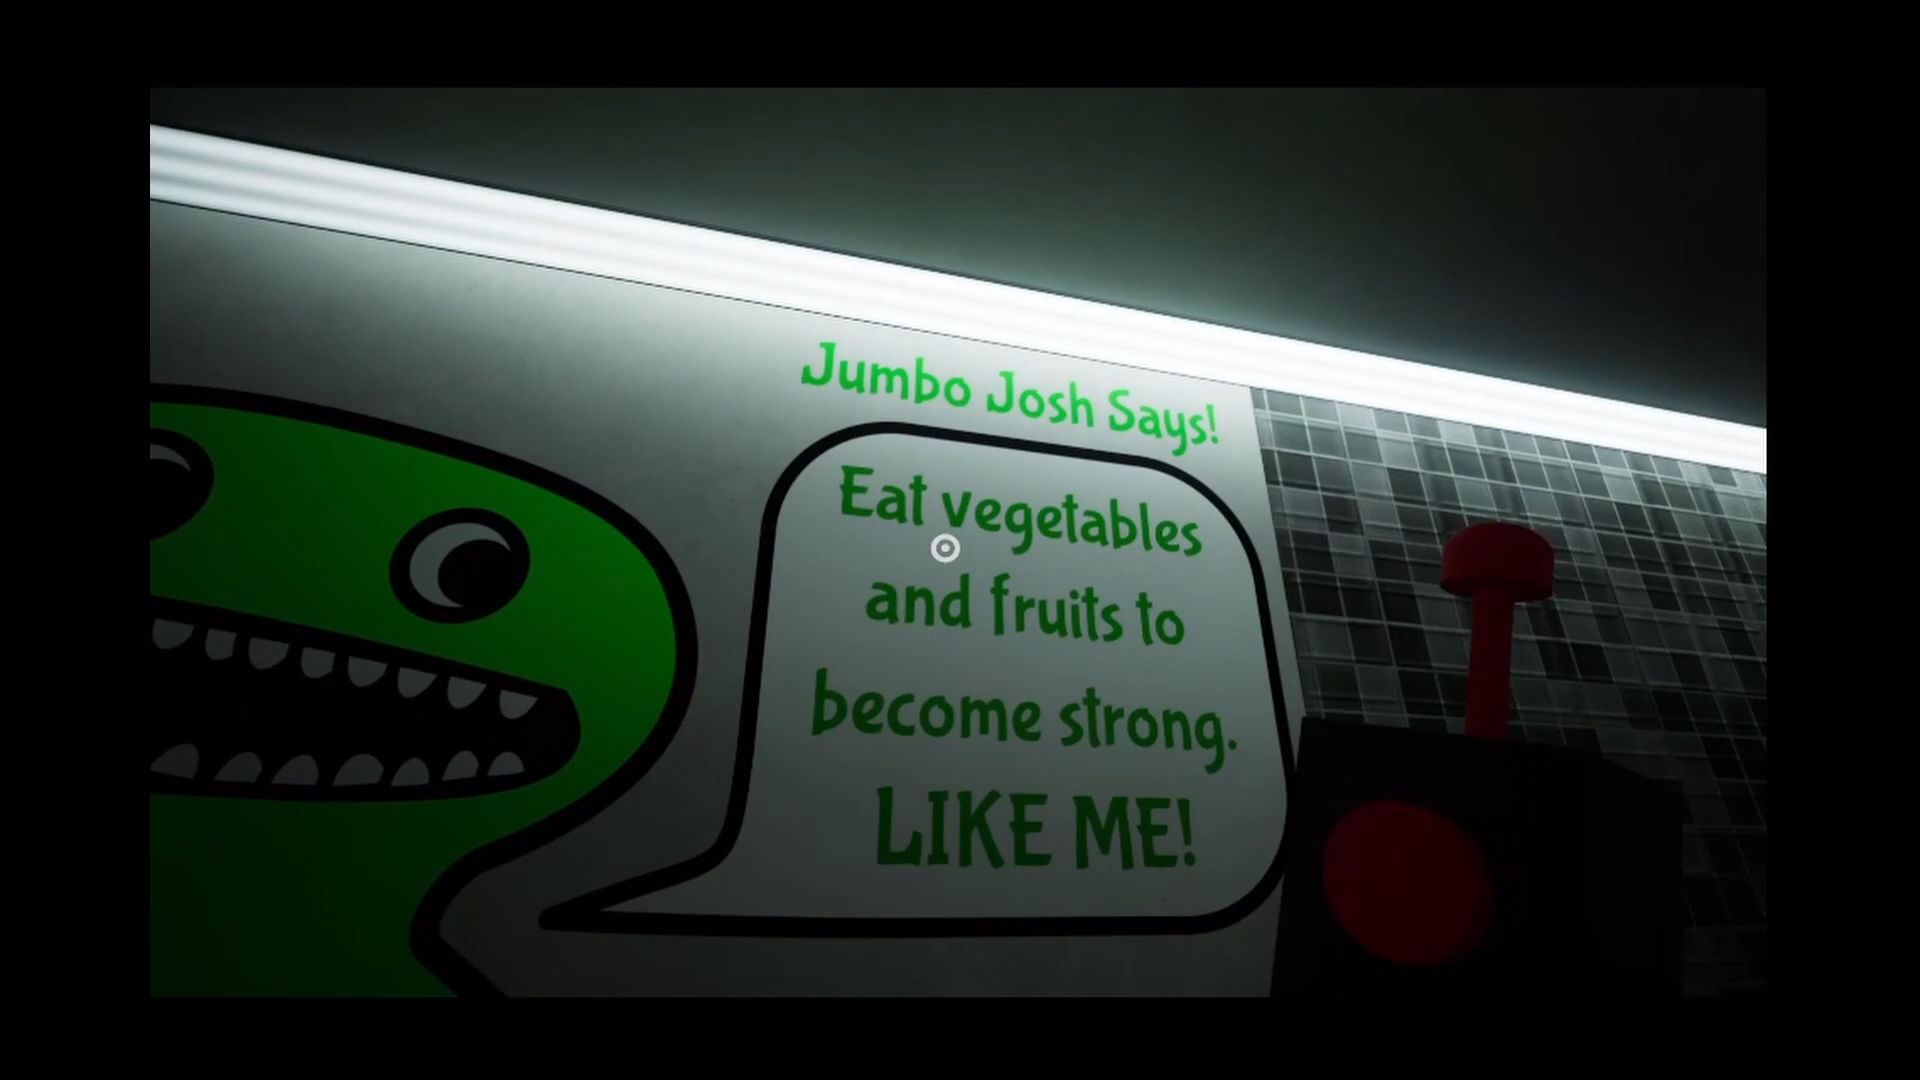 Jumbo Josh Says!
Eat vegetables
and fruits to
become strong.
LIKE ME!